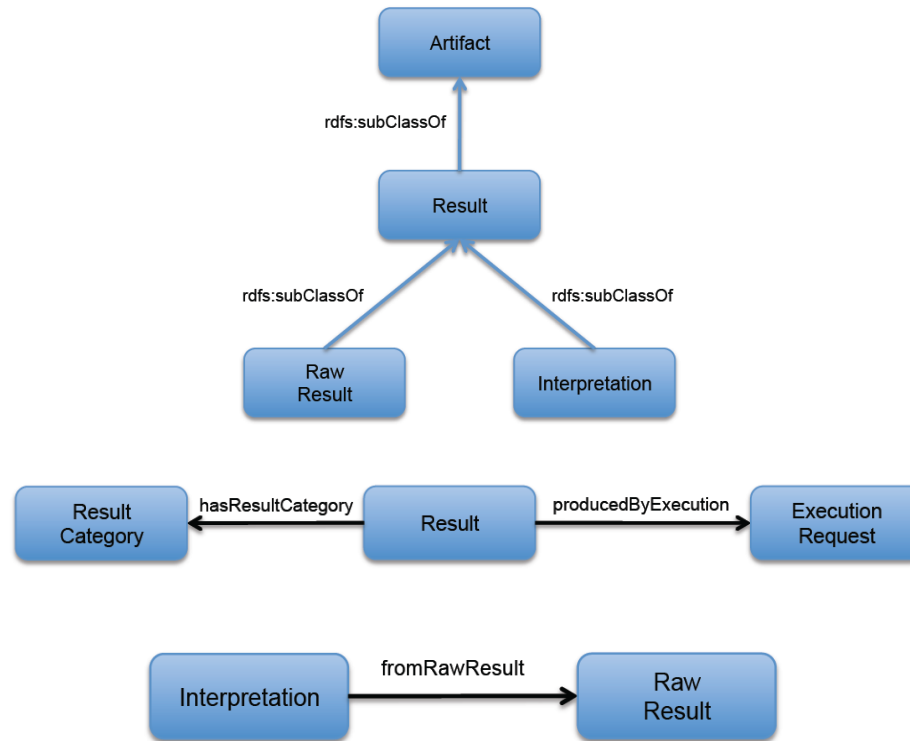 Artifact
rdfs:subClassOf
Result
rdfs:subClassOf
rdfs:subClassOf
Raw
Result
Interpretation
Result
Category
hasResultCategory
Result
producedByExecution
Execution
Request
Interpretation
fromRawResult
Raw
Result